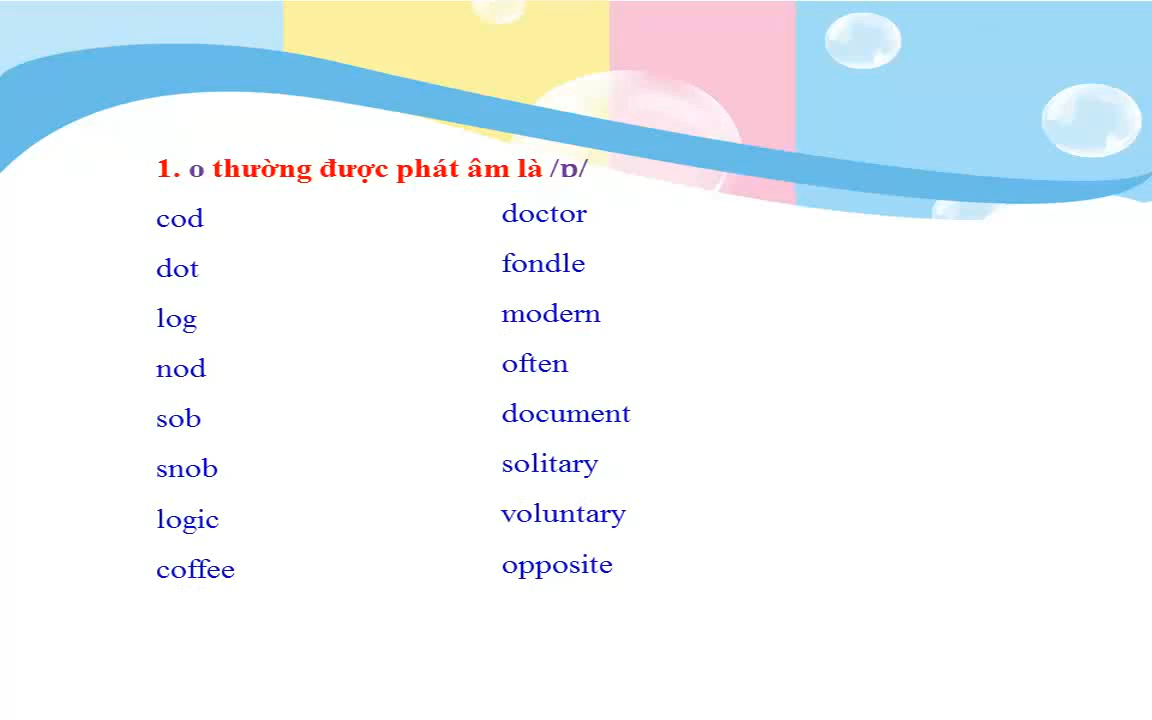 1. o thường được phát âm là /ɒ/
cod
dot
log
nod
sob
snob
logic
coffee
doctor
fondle
modern
often
document
solitary
voluntary
opposite